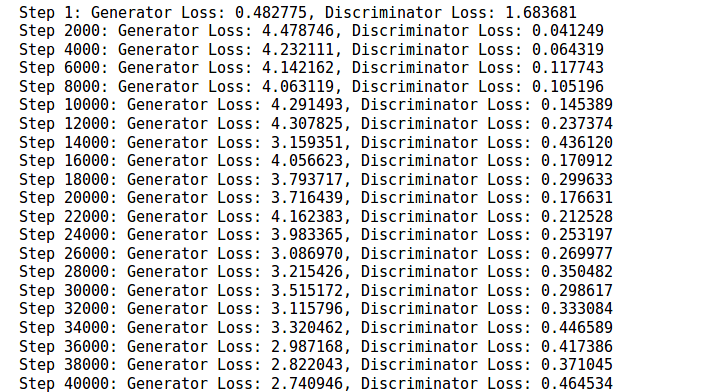 Step 1: Generator Loss: 0.482775, Discriminator Loss: 1.683681
Step 2000: Generator Loss: 4.478746, Discriminator Loss: 0.041249
Step 4000: Generator Loss: 4.232111, Discriminator Loss: 0.064319
Step 6000: Generator Loss: 4.142162, Discriminator Loss: 0.117743
Step 8000: Generator Loss: 4.063119, Discriminator Loss: 0.105196
Step 10000: Generator Loss: 4.291493, Discriminator Loss: 0.145389
Step 12000: Generator Loss: 4.307825, Discriminator Loss: 0.237374
Step 14000: Generator Loss: 3.159351, Discriminator Loss: 0.436120
Step 16000: Generator Loss: 4.056623, Discriminator Loss: 0.170912
Step 18000: Generator Loss: 3.793717, Discriminator Loss: 0.299633
Step 20000: Generator Loss: 3.716439, Discriminator Loss: 0.176631
Step 22000: Generator Loss: 4.162383, Discriminator Loss: 0.212528
Step 24000: Generator Loss: 3.983365, Discriminator Loss: 0.253197
Step 26000: Generator Loss: 3.086970, Discriminator Loss: 0.269977
Step 28000: Generator Loss: 3.215426, Discriminator Loss: 0.350482
Step 30000: Generator Loss: 3.515172, Discriminator Loss: 0.298617
Step 32000: Generator Loss: 3.115796, Discriminator Loss: 0.333084
Step 34000: Generator Loss: 3.320462, Discriminator Loss: 0.446589
Step 36000: Generator Loss: 2.987168, Discriminator Loss: 0.417386
Step 38000: Generator Loss: 2.822043, Discriminator Loss: 0.371045
Step 40000: Generator Loss: 2.740946, Discriminator Loss: 0.464534